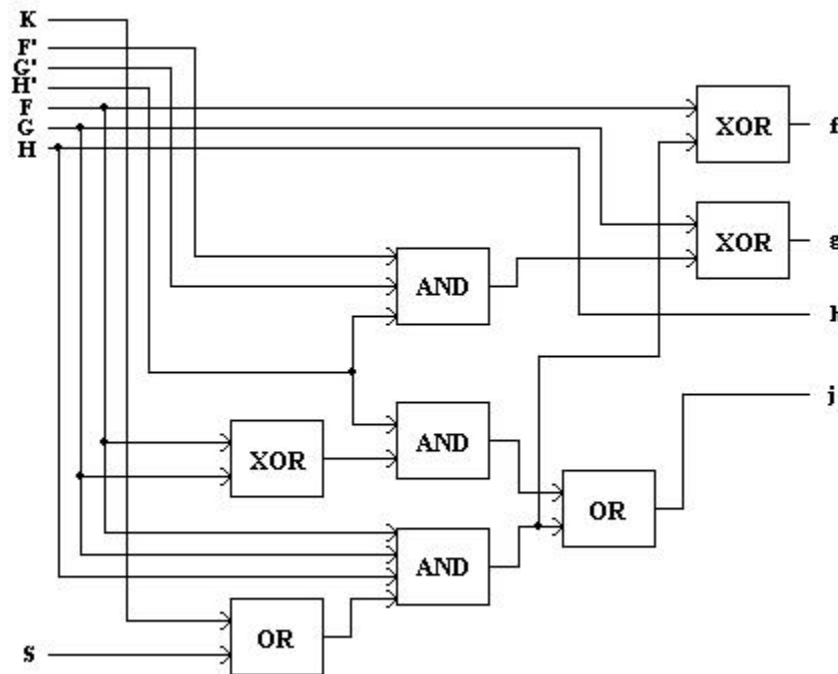 K
F'
G'
H'
F
G
H
XOR
f
XOR
g
AND
h
j
AND
XOR
OR
AND
OR
S